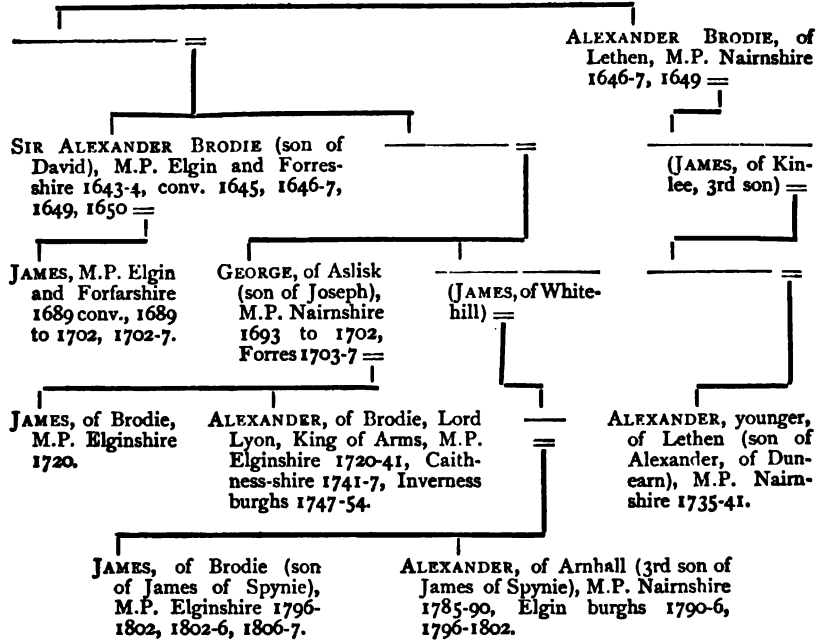 ALEXANDER BRODIE, of
Lethen, M.P. Nairnshire
1646-7, 1649 =
SIR ALEXANDER BRODIE (son of
David), M.P. Elgin and Forres-
shire 1643-4, conv. 1645, 1646-7,
1649, 1650 =
(JAMES, of Kin-
lee, 3rd son) =
JAMES, M.P. Elgin
and Forfarshire
1689 conv., 1689
to 1702, 1702-7.
GEORGE, of Aslisk
(son of Joseph),
M.P. Nairnshire
1693 to 1702,
Forres 1703-7 =
(JAMES, of White-
hill) =
JAMES, of Brodie,
M.P. Elginshire
1720.
ALEXANDER, of Brodie, Lord
Lyon, King of Arms, M.P.
Elginshire 1720-41, Caith-
ness-shire 1741-7, Inverness
burghs 1747-54.
ALEXANDER, younger,
of Lethen (son of
Alexander, of Dun-
earn), M.P. Nairn-
shire 1735-41.
JAMES, of Brodie (son
of James of Spynie),
M.P. Elginshire 1796-
1802, 1802-6, 1806-7.
ALEXANDER, of Arnhall (3rd son of
James of Spynie), M.P. Nairnshire
1785-90, Elgin burghs 1790-6,
1796-1802.